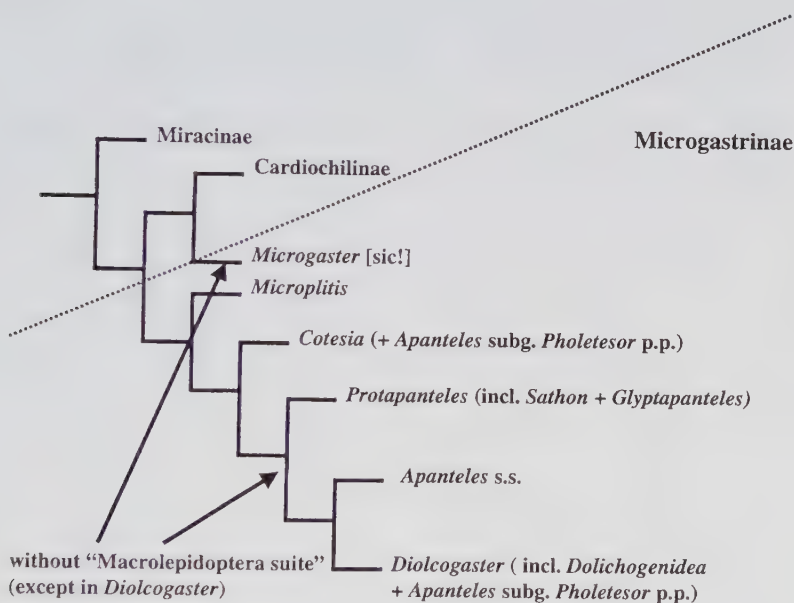 Miracinae
Microgastrinae
Cardiochilinae
Microgaster [sic!]
Microplitis
Cotesia (+ Apanteles subg. Pholetesor p.p.)
Protapanteles (incl. Sathon + Glyptapanteles)
Apanteles s.s.
without “Macrolepidoptera suite”
(except in Diolcogaster)
Diolcogaster ( incl. Dolichogenidea
+ Apanteles subg. Pholetesor p.p.)